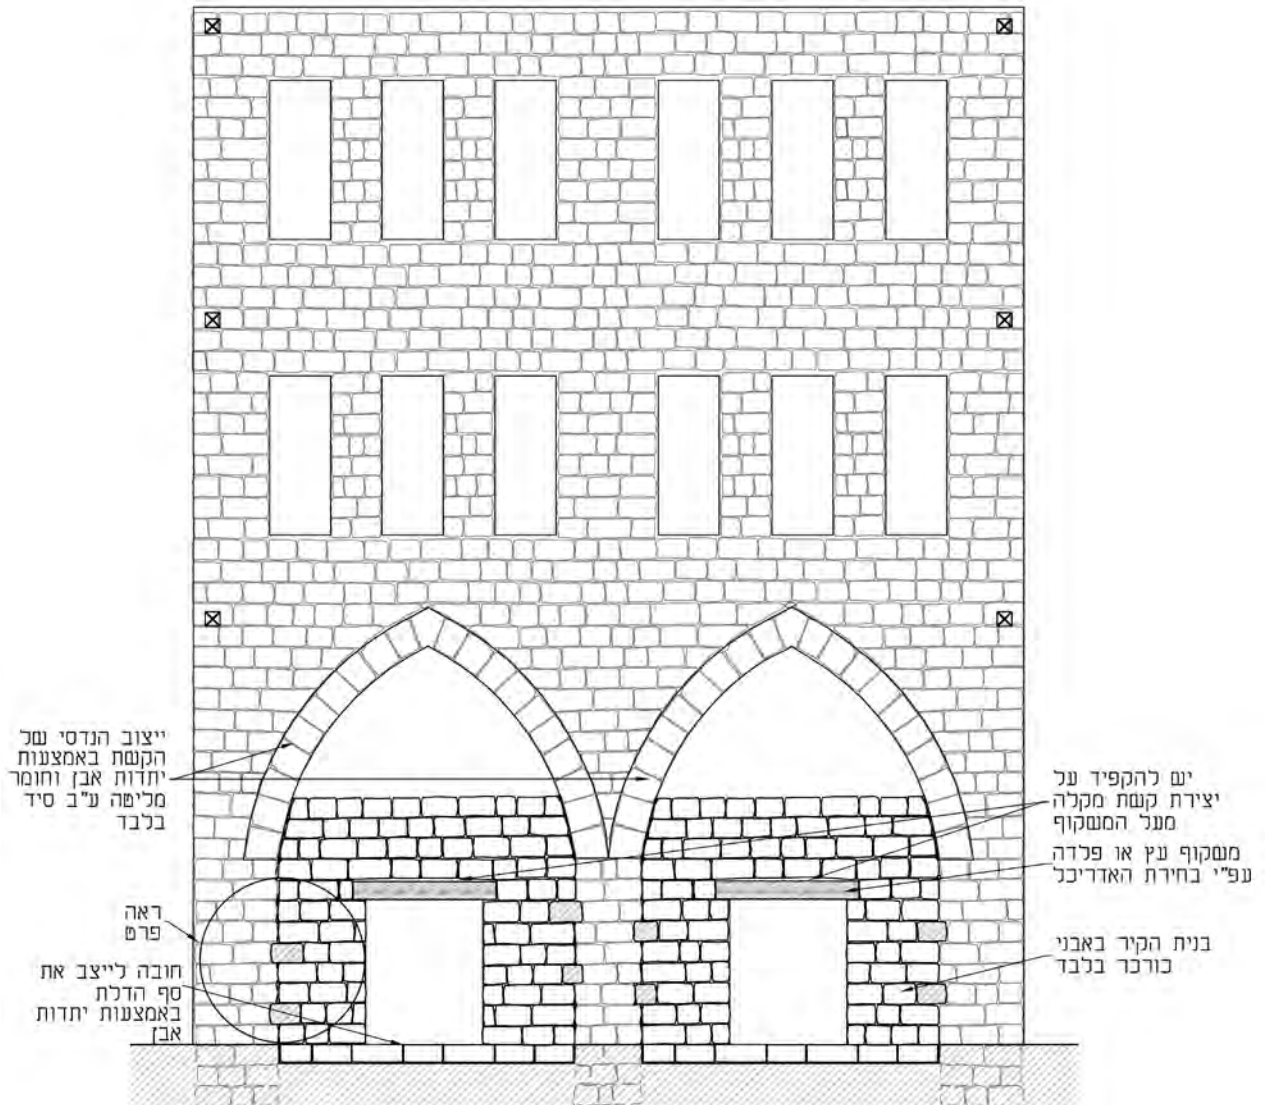 ייצוב הנדסי של
הקשת באמצעות
יתדות אבן וחומר
מליטה ע"ב סיד
בלבד
ראה
פרט
חובה לייצב את
סף הדלת
באמצעות יתדות
אבן
יש להקפיד על
יצירת קשת מקלה
מעל המשקוף
משקוף עץ או פלדה
עפ"י בחירת האדריכל
בנית הקיר באבני
כורכר בלבד